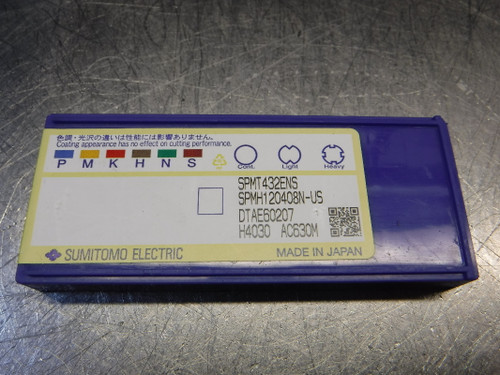 色調・光沢の違いは性能には影響ありません。
Coating appearance has no effect on cutting performance.
P M K H N S
Cont. Light Heavy
SPMT432ENS
SPMH120408N-US
DTAE60207
H4030 AC630M
SUMITOMO ELECTRIC MADE IN JAPAN